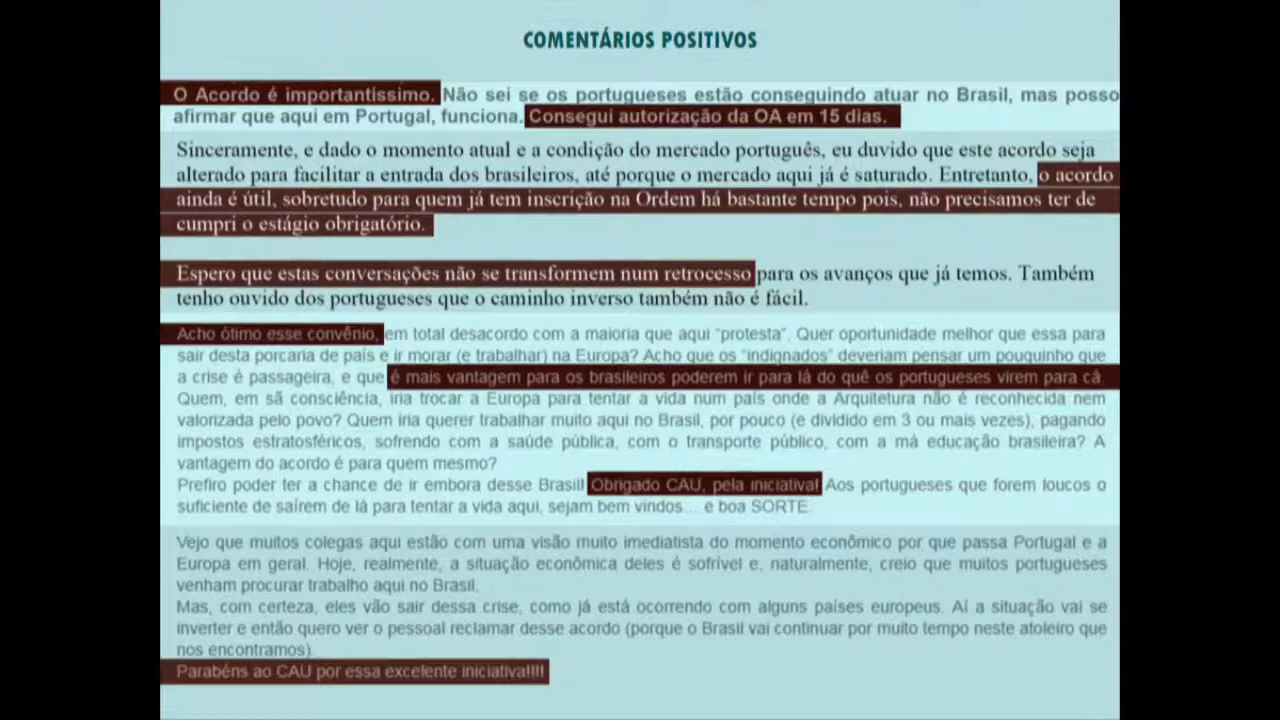 COMENTÁRIOS POSITIVOS
O Acordo é importantíssimo. Não sei se os portugueses estão conseguindo atuar no Brasil, mas posso
afirmar que aqui em Portugal, funciona. Consegui autorização da OA em 15 dias.
Sinceramente, e dado o momento atual e a condição do mercado português, eu duvido que este acordo seja
alterado para facilitar a entrada dos brasileiros, até porque o mercado aqui já é saturado. Entretanto, o acordo
ainda é útil, sobretudo para quem já tem inscrição na Ordem há bastante tempo pois, não precisamos ter de
cumpri o estágio obrigatório.
Espero que estas conversações não se transformem num retrocesso para os avanços que já temos. Também
tenho ouvido dos portugueses que o caminho inverso também não é fácil.
Acho ótimo esse convênio, em total desacordo com a maioria que aqui "protesta". Quer oportunidade melhor que essa para
sair desta porcaria de país e ir morar (e trabalhar) na Europa? Acho que os "indignados" deveriam pensar um pouquinho que
a crise é passageira, e que é mais vantagem para os brasileiros poderem ir para lá do quê os portugueses virem para cá.
Quem, em sã consciência, iria trocar a Europa para tentar a vida num país onde a Arquitetura não é reconhecida nem
valorizada pelo povo? Quem iria querer trabalhar muito aqui no Brasil, por pouco (e dividido em 3 ou mais vezes), pagando
impostos estratosféricos, sofrendo com a saúde pública, com o transporte público, com a má educação brasileira? A
vantagem do acordo é para quem mesmo?
Prefiro poder ter a chance de ir embora desse Brasil! Obrigado CAU, pela iniciativa! Aos portugueses que forem loucos o
suficiente de saírem de lá para tentar a vida aqui, sejam bem vindos... e boa SORTE.
Vejo que muitos colegas aqui estão com uma visão muito imediatista do momento econômico por que passa Portugal e a
Europa em geral. Hoje, realmente, a situação econômica deles é sofrível e, naturalmente, creio que muitos portugueses
venham procurar trabalho aqui no Brasil.
Mas, com certeza, eles vão sair dessa crise, como já está ocorrendo com alguns países europeus. Aí a situação vai se
inverter e então quero ver o pessoal reclamar desse acordo (porque o Brasil vai continuar por muito tempo neste atoleiro que
nos encontramos).
Parabéns ao CAU por essa excelente iniciativa!!!!